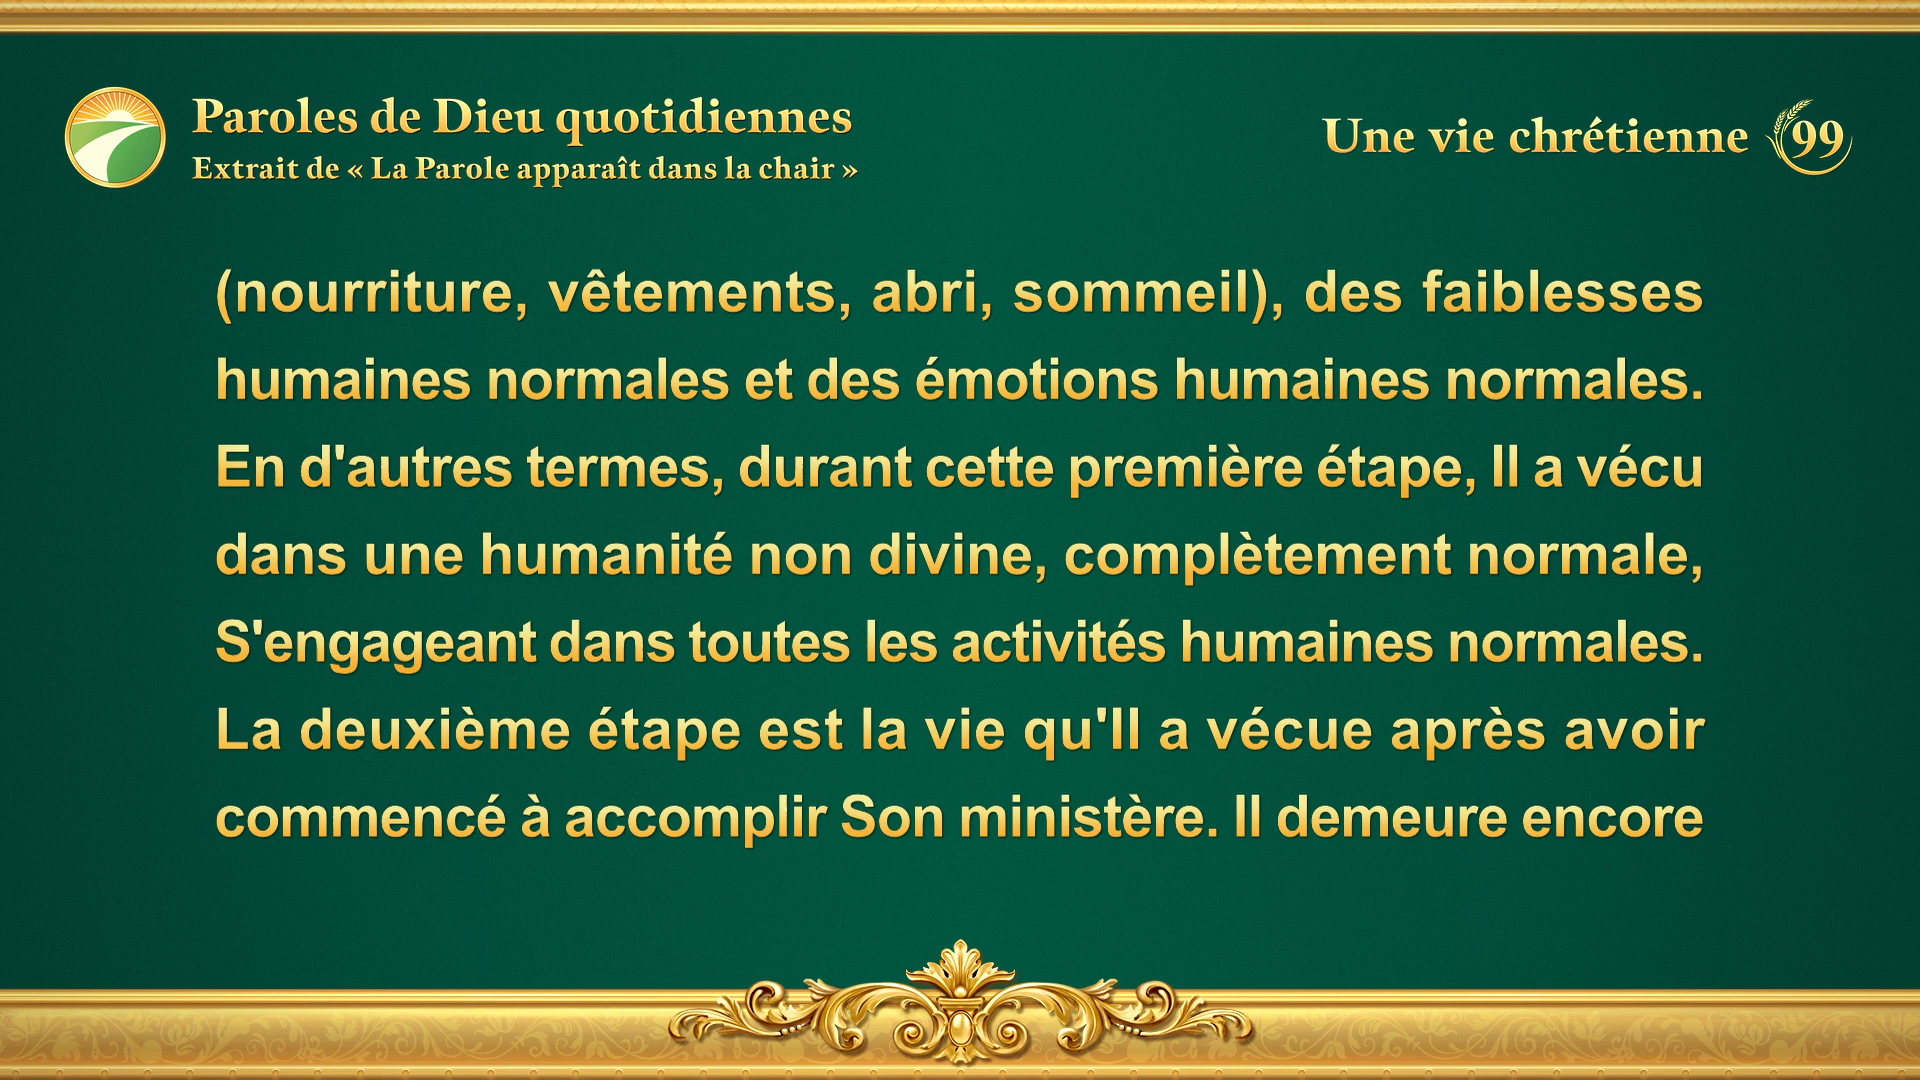 Paroles de Dieu quotidiennes
Extrait de « La Parole apparaît dans la chair »
Une vie chrétienne 99
(nourriture, vêtements, abri, sommeil), des faiblesses
humaines normales et des émotions humaines normales.
En d'autres termes, durant cette première étape, Il a vécu
dans une humanité non divine, complètement normale,
S'engageant dans toutes les activités humaines normales.
La deuxième étape est la vie qu'Il a vécue après avoir
commencé à accomplir Son ministère. Il demeure encore